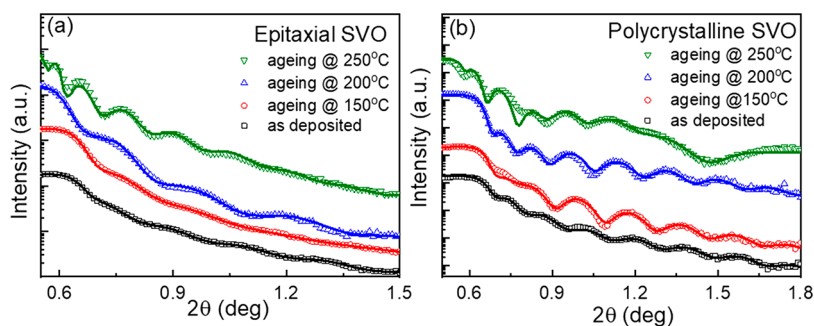 (a)
Epitaxial SVO
ageing @ 250°C
ageing @ 200°C
ageing @ 150°C
as deposited
Intensity (a.u.)
0.6 0.9 1.2 1.5
2θ (deg)
(b)
Polycrystalline SVO
ageing @ 250°C
ageing @ 200°C
ageing @150°C
as deposited
Intensity (a.u.)
0.6 0.9 1.2 1.5 1.8
2θ (deg)